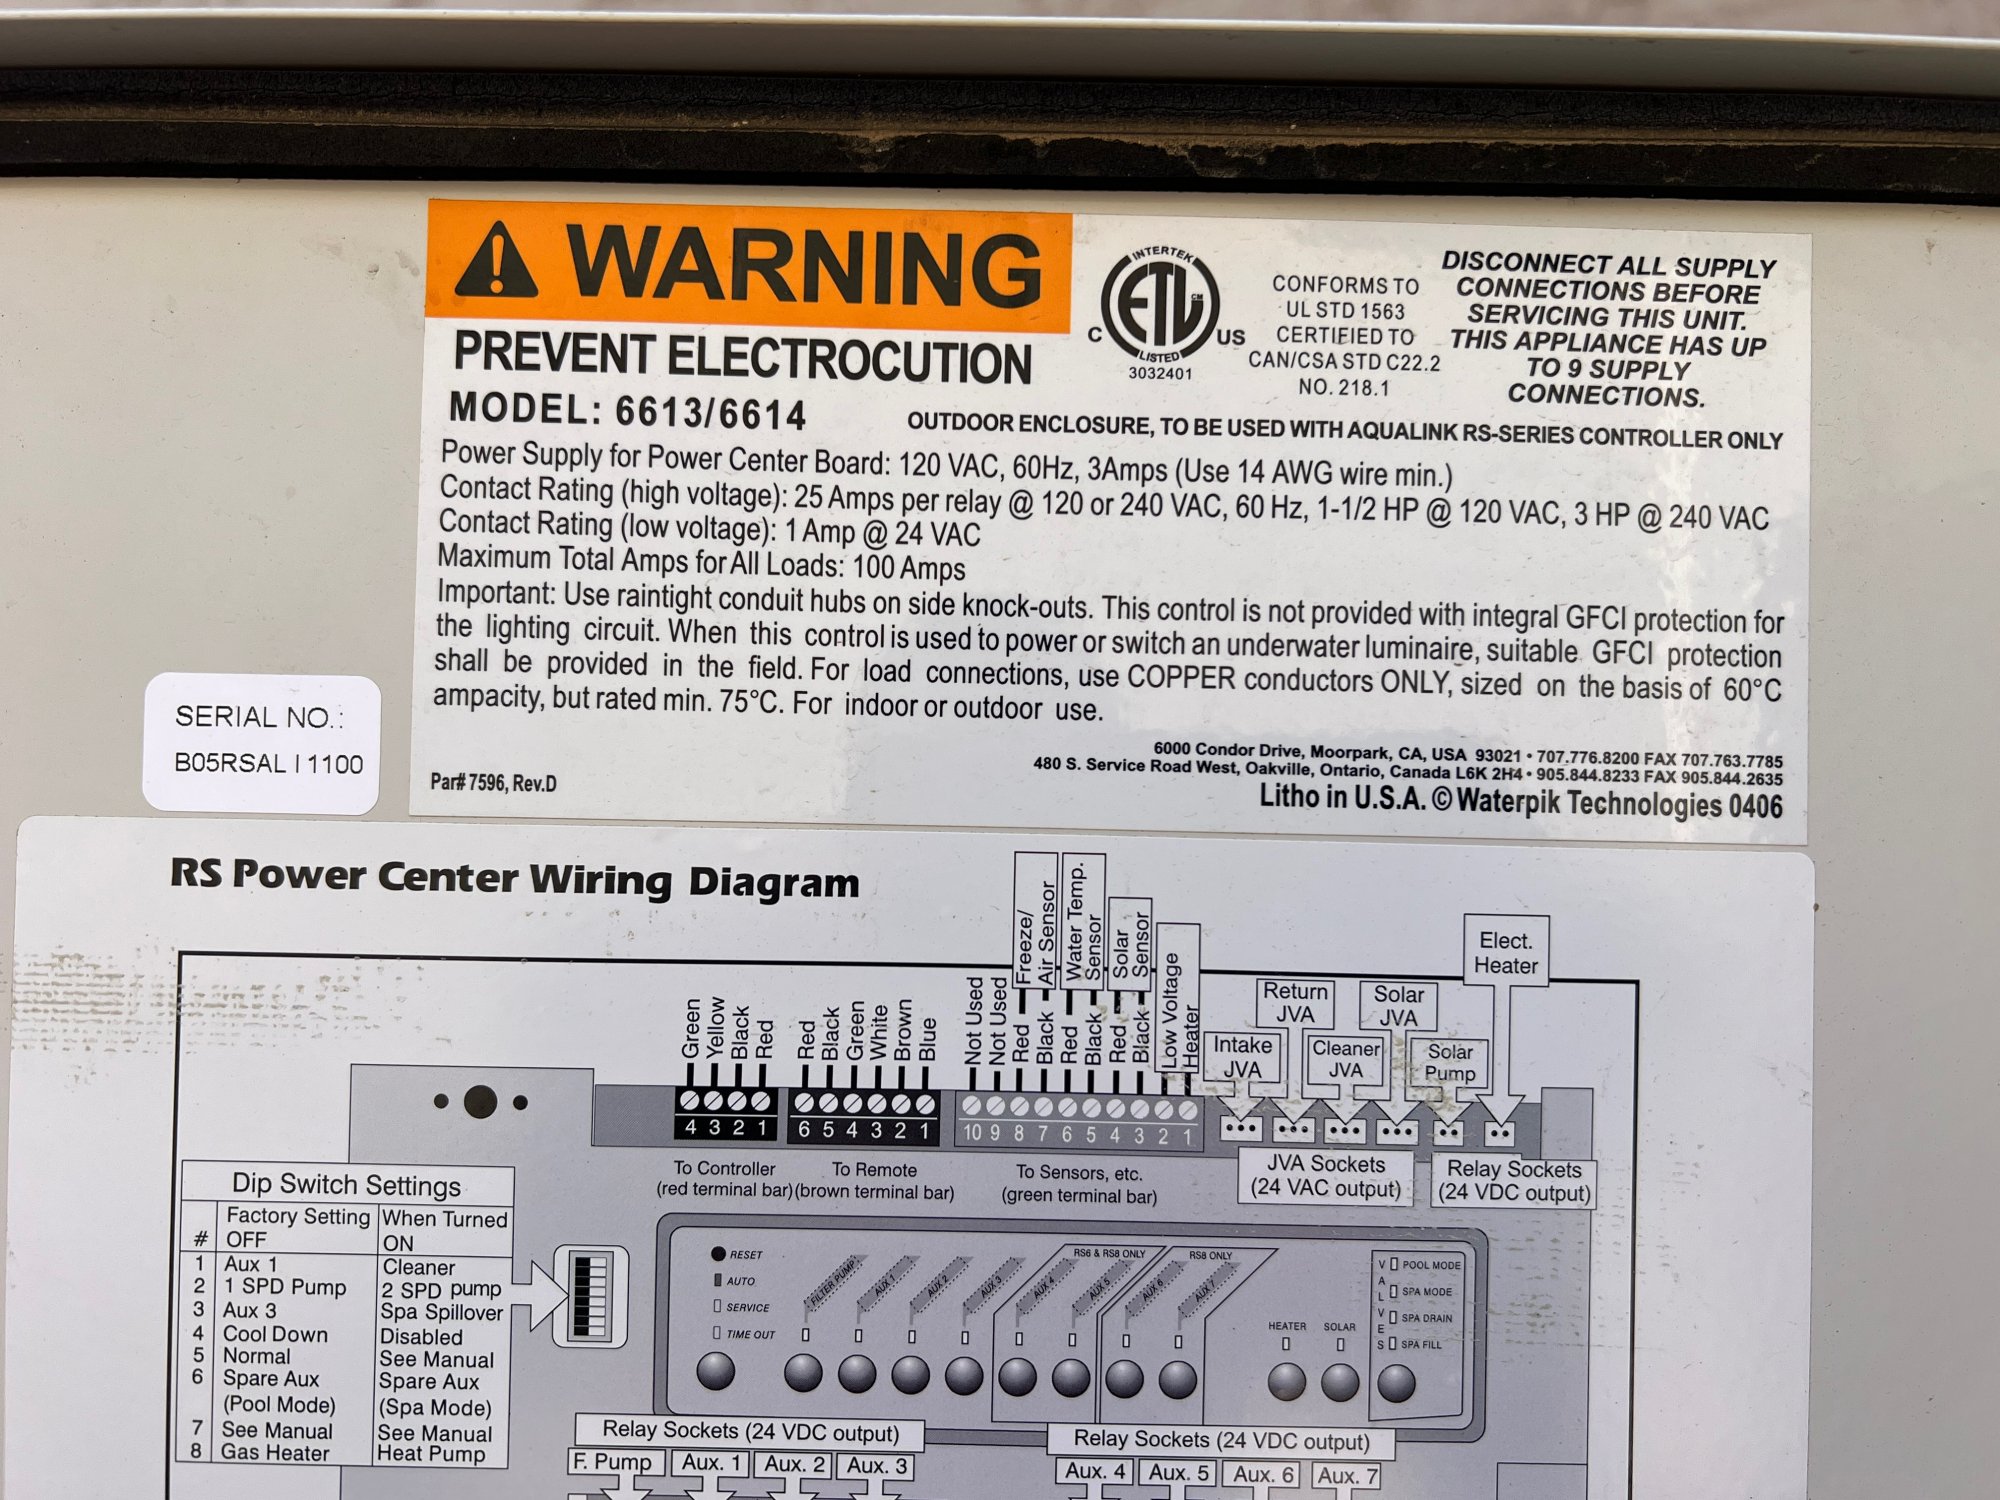 WARNING
PREVENT ELECTROCUTION
MODEL: 6613/6614
INTERTEK
ETL CM
C US
LISTED
3032401
CONFORMS TO
UL STD 1563
CERTIFIED TO
CAN/CSA STD C22.2
NO. 218.1
DISCONNECT ALL SUPPLY
CONNECTIONS BEFORE
SERVICING THIS UNIT.
THIS APPLIANCE HAS UP
TO 9 SUPPLY
CONNECTIONS.
OUTDOOR ENCLOSURE, TO BE USED WITH AQUALINK RS-SERIES CONTROLLER ONLY
Power Supply for Power Center Board: 120 VAC, 60Hz, 3Amps (Use 14 AWG wire min.)
Contact Rating (high voltage): 25 Amps per relay @ 120 or 240 VAC, 60 Hz, 1-1/2 HP @ 120 VAC, 3 HP @ 240 VAC
Contact Rating (low voltage): 1 Amp @ 24 VAC
Maximum Total Amps for All Loads: 100 Amps
Important: Use raintight conduit hubs on side knock-outs. This control is not provided with integral GFCI protection for
the lighting circuit. When this control is used to power or switch an underwater luminaire, suitable GFCI protection
shall be provided in the field. For load connections, use COPPER conductors ONLY, sized on the basis of 60°C
ampacity, but rated min. 75°C. For indoor or outdoor use.
6000 Condor Drive, Moorpark, CA, USA 93021 • 707.776.8200 FAX 707.763.7785
480 S. Service Road West, Oakville, Ontario, Canada L6K 2H4 • 905.844.8233 FAX 905.844.2635
Part# 7596, Rev.D
Litho in U.S.A. © Waterpik Technologies 0406
SERIAL NO.:
B05RSAL I 1100
RS Power Center Wiring Diagram
Freeze/
Air Sensor
Water Temp.
Sensor
Solar
Sensor
Low Voltage
Heater
Elect.
Heater
Return
JVA
Solar
JVA
Intake
JVA
Cleaner
JVA
Solar
Pump
Green
Yellow
Black
Red
Red
Black
Green
White
Brown
Blue
Not Used
Not Used
Red
Black
Red
Black
Red
Black
4 3 2 1
6 5 4 3 2 1
10 9 8 7 6 5 4 3 2 1
To Controller
(red terminal bar)
To Remote
(brown terminal bar)
To Sensors, etc.
(green terminal bar)
JVA Sockets
(24 VAC output)
Relay Sockets
(24 VDC output)
Dip Switch Settings
# Factory Setting OFF When Turned ON
1 Aux 1 Cleaner
2 1 SPD Pump 2 SPD pump
3 Aux 3 Spa Spillover
4 Cool Down Disabled
5 Normal See Manual
6 Spare Aux Spare Aux
(Pool Mode) (Spa Mode)
7 See Manual See Manual
8 Gas Heater Heat Pump
RESET
AUTO
SERVICE
TIME OUT
FILTER PUMP
AUX 1
AUX 2
AUX 3
RS6 & RS8 ONLY
AUX 4
AUX 5
RS8 ONLY
AUX 6
AUX 7
HEATER
SOLAR
VALVES
POOL MODE
SPA MODE
SPA DRAIN
SPA FILL
Relay Sockets (24 VDC output)
F. Pump Aux. 1 Aux. 2 Aux. 3
Relay Sockets (24 VDC output)
Aux. 4 Aux. 5 Aux. 6 Aux. 7